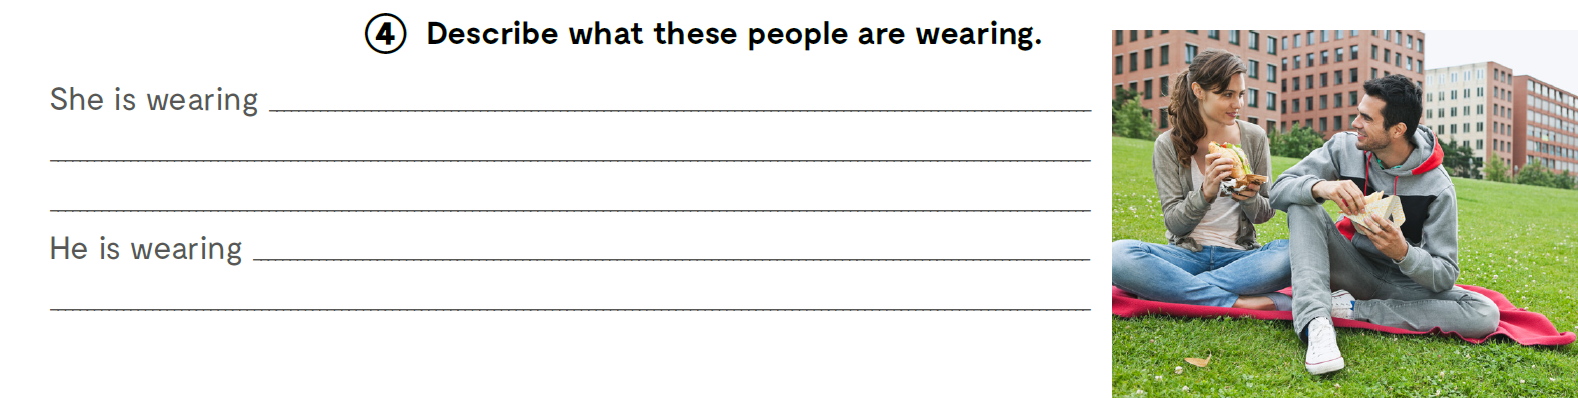 ④ Describe what these people are wearing.
She is wearing
He is wearing